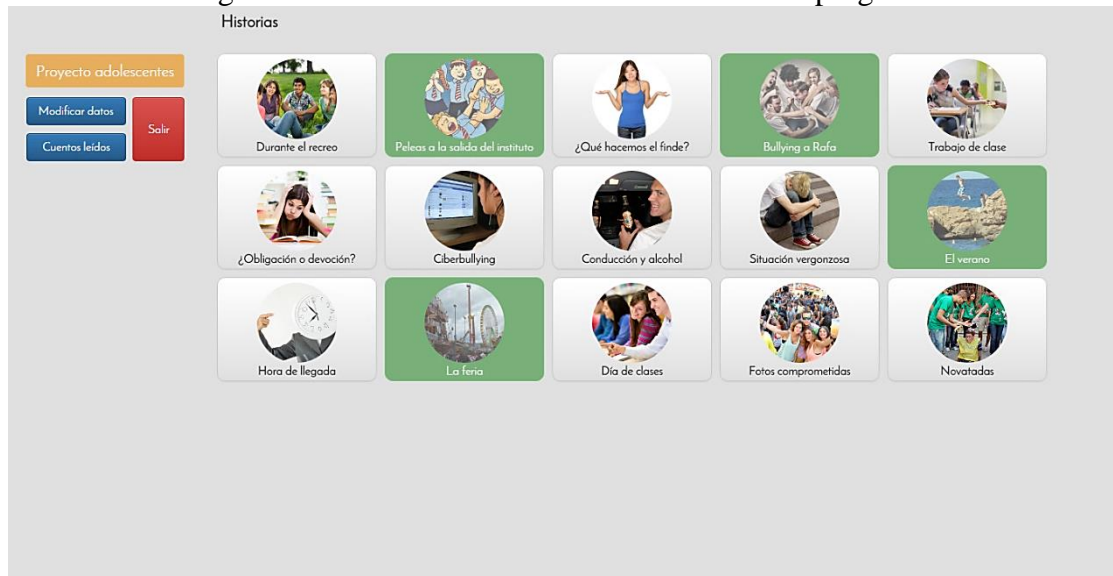 Historias
Proyecto adolescentes
Modificar datos
Salir
Cuentos leídos
Durante el recreo
Peleas a la salida del instituto
¿Qué hacemos el finde?
Bullying a Rafa
Trabajo de clase
¿Obligación o devoción?
Ciberbullying
Conducción y alcohol
Situación vergonzosa
El verano
Hora de llegada
La feria
Día de clases
Fotos comprometidas
Novatadas